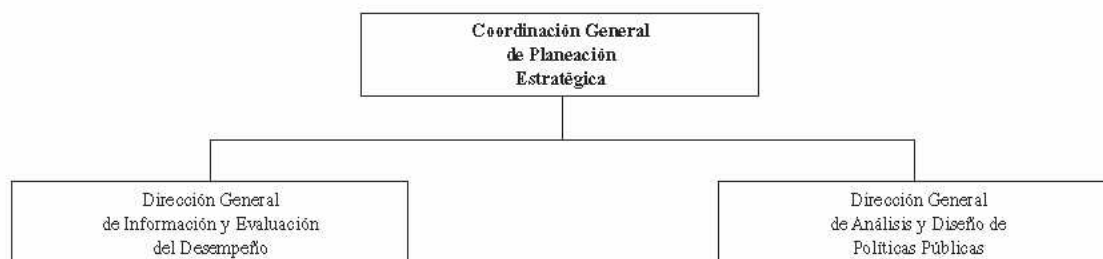 Coordinación General
de Planeación
Estratégica
Dirección General
de Información y Evaluación
del Desempeño
Dirección General
de Análisis y Diseño de
Políticas Públicas